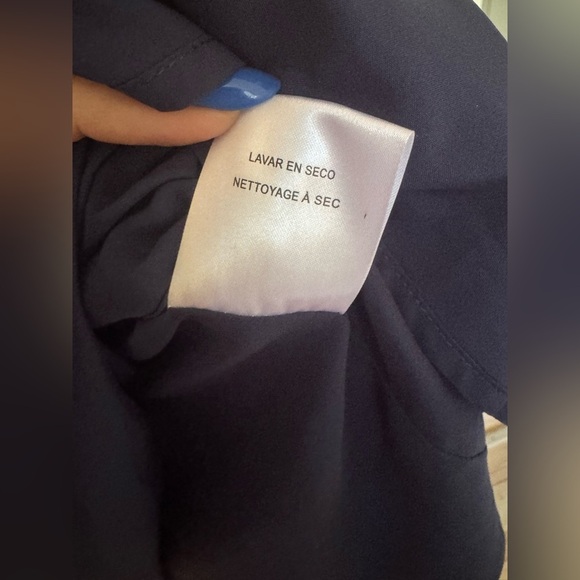 LAVAR EN SECO
NETTOYAGE À SEC